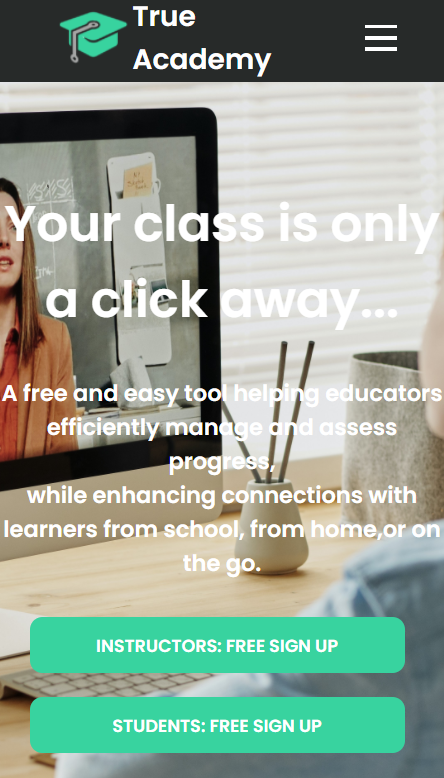 True
Academy
Your class is only
a click away...
A free and easy tool helping educators
efficiently manage and assess
progress,
while enhancing connections with
learners from school, from home,or on
the go.
INSTRUCTORS: FREE SIGN UP
STUDENTS: FREE SIGN UP